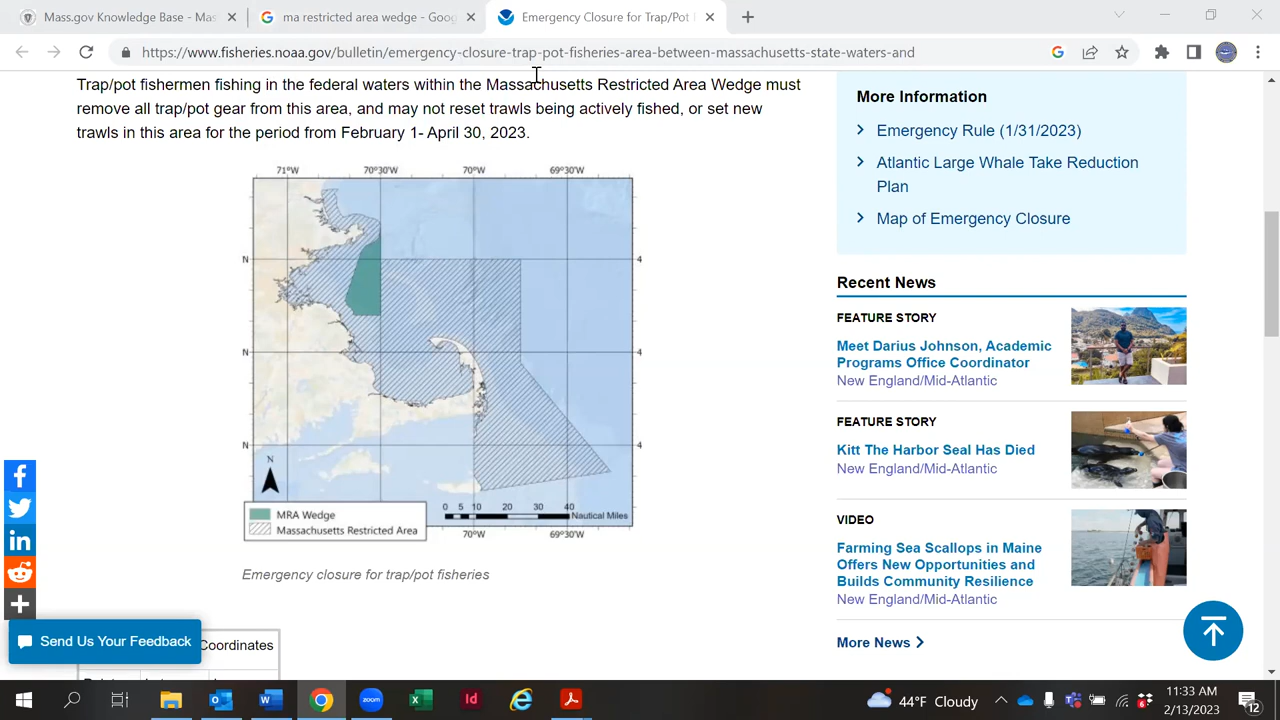 Mass.gov Knowledge Base - Mas
ma restricted area wedge - Goog
Emergency Closure for Trap/Pot F
https://www.fisheries.noaa.gov/bulletin/emergency-closure-trap-pot-fisheries-area-between-massachusetts-state-waters-and
Trap/pot fishermen fishing in the federal waters within the Massachusetts Restricted Area Wedge must
remove all trap/pot gear from this area, and may not reset trawls being actively fished, or set new
trawls in this area for the period from February 1- April 30, 2023.
71°W 70°30'W 70°W 69°30'W
N 4
N 4
N 4
N
0 5 10 20 30 40
Nautical Miles
MRA Wedge
Massachusetts Restricted Area
70°W 69°30'W
Emergency closure for trap/pot fisheries
Coordinates
Send Us Your Feedback
More Information
Emergency Rule (1/31/2023)
Atlantic Large Whale Take Reduction
Plan
Map of Emergency Closure
Recent News
FEATURE STORY
Meet Darius Johnson, Academic
Programs Office Coordinator
New England/Mid-Atlantic
FEATURE STORY
Kitt The Harbor Seal Has Died
New England/Mid-Atlantic
VIDEO
Farming Sea Scallops in Maine
Offers New Opportunities and
Builds Community Resilience
New England/Mid-Atlantic
More News
zoom
44°F Cloudy
11:33 AM
2/13/2023
12